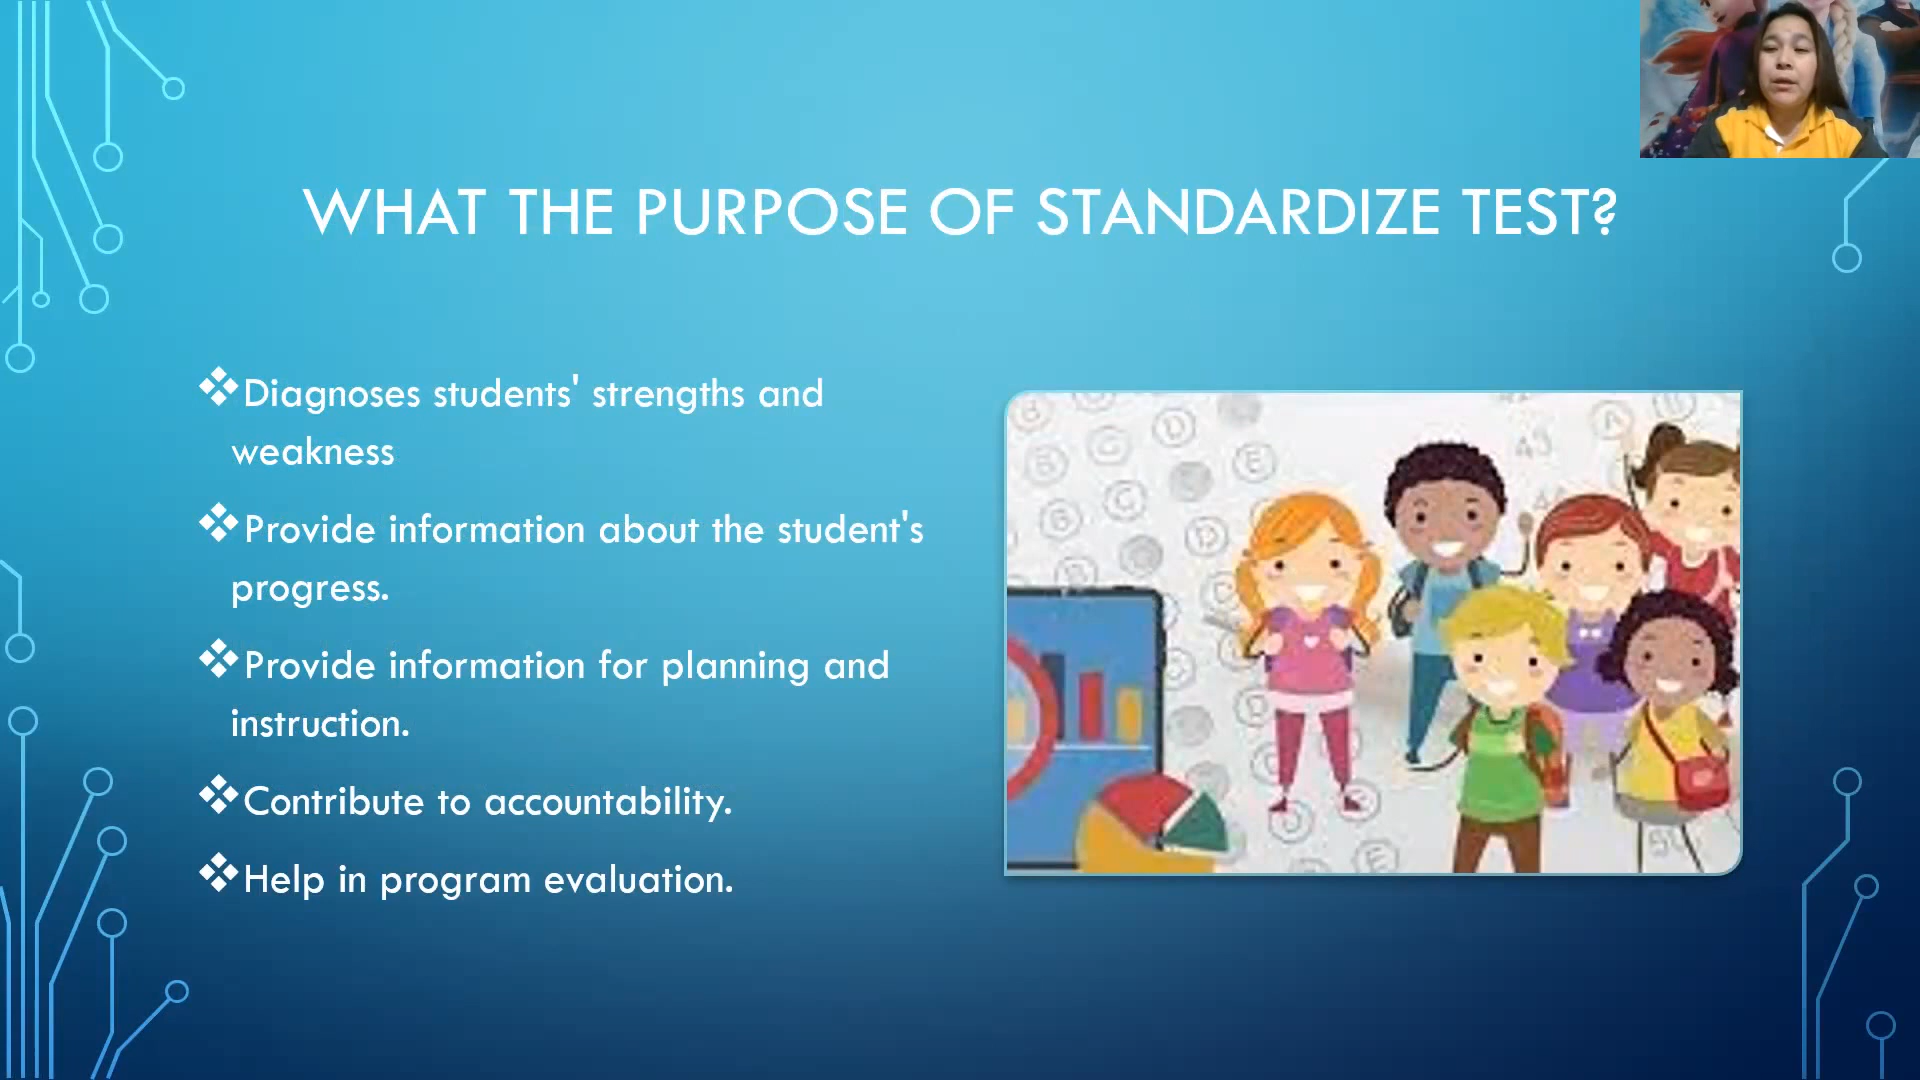 WHAT THE PURPOSE OF STANDARDIZE TEST?
❖Diagnoses students' strengths and
weakness
❖Provide information about the student's
progress.
❖Provide information for planning and
instruction.
❖Contribute to accountability.
❖Help in program evaluation.